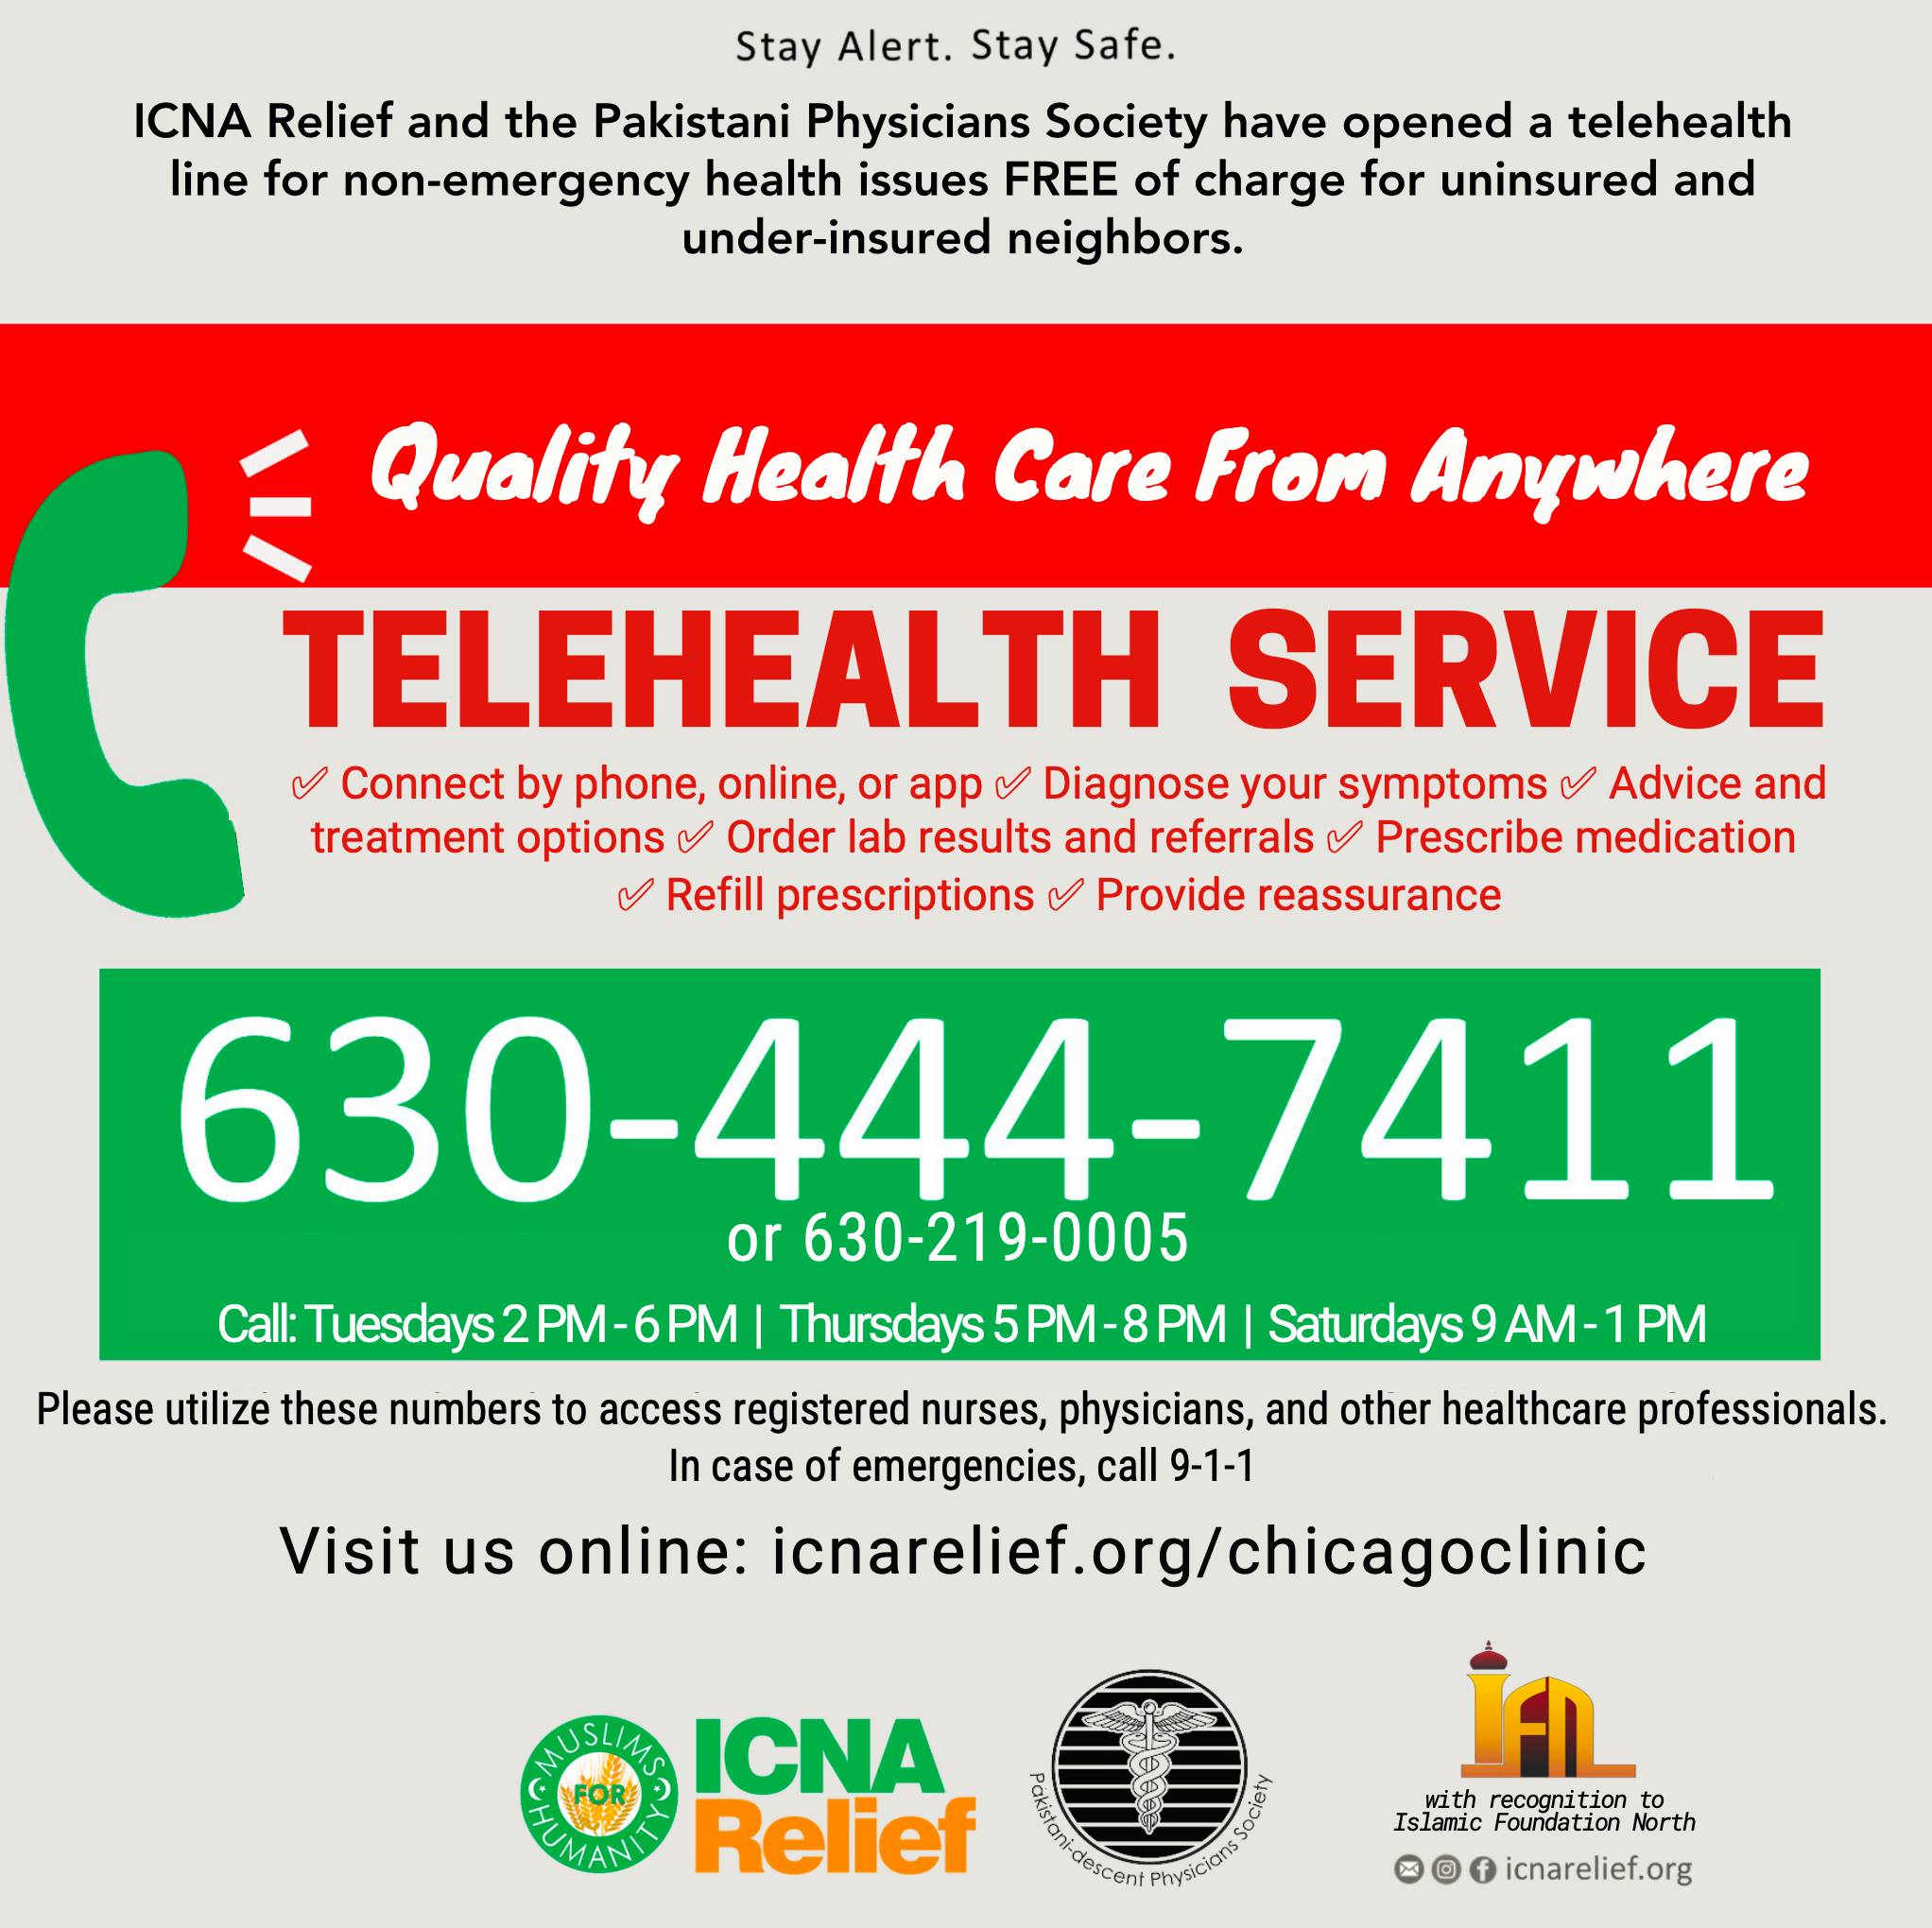 Stay Alert. Stay Safe.
ICNA Relief and the Pakistani Physicians Society have opened a telehealth
line for non-emergency health issues FREE of charge for uninsured and
under-insured neighbors.
Quality Health Care From Anywhere
TELEHEALTH SERVICE
✅ Connect by phone, online, or app ✅ Diagnose your symptoms ✅ Advice and
treatment options ✅ Order lab results and referrals ✅ Prescribe medication
✅ Refill prescriptions ✅ Provide reassurance
630-444-7411
or 630-219-0005
Call: Tuesdays 2 PM - 6 PM | Thursdays 5 PM - 8 PM | Saturdays 9 AM - 1 PM
Please utilize these numbers to access registered nurses, physicians, and other healthcare professionals.
In case of emergencies, call 9-1-1
Visit us online: icnarelief.org/chicagoclinic
MUSLIMS
FOR
HUMANITY
ICNA
Relief
Pakistani-descent Physicians Society
IFN
with recognition to
Islamic Foundation North
icnarelief.org